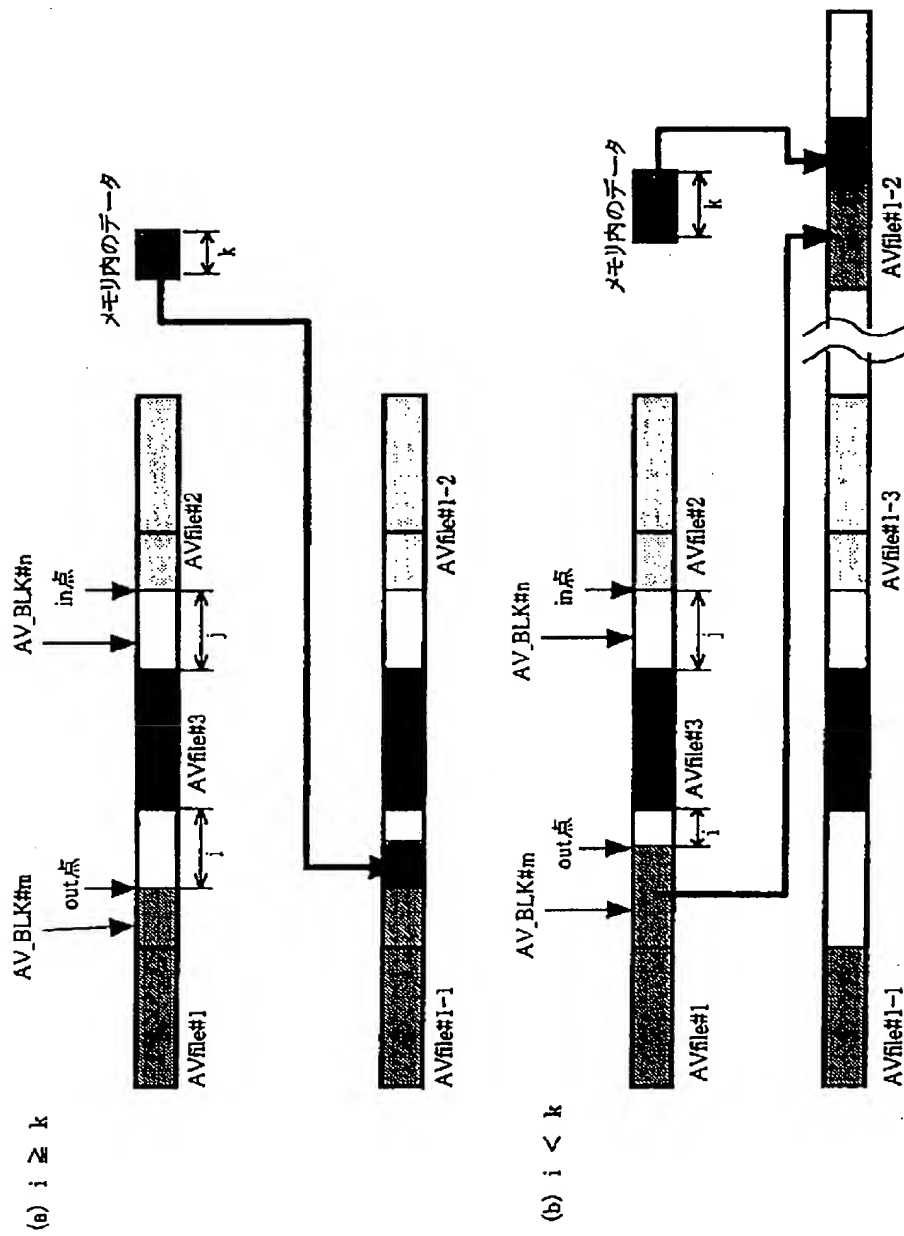 (a) i ≧ k
AV_BLK#m
out点
AV_BLK#n
in点
メモリ内のデータ
k
AVfile#1
j
AVfile#3
j
AVfile#2
AVfile#1-1
AVfile#1-2
(b) i < k
AV_BLK#m
out点
AV_BLK#n
in点
メモリ内のデータ
k
AVfile#1
i
AVfile#3
j
AVfile#2
AVfile#1-1
AVfile#1-3
AVfile#1-2